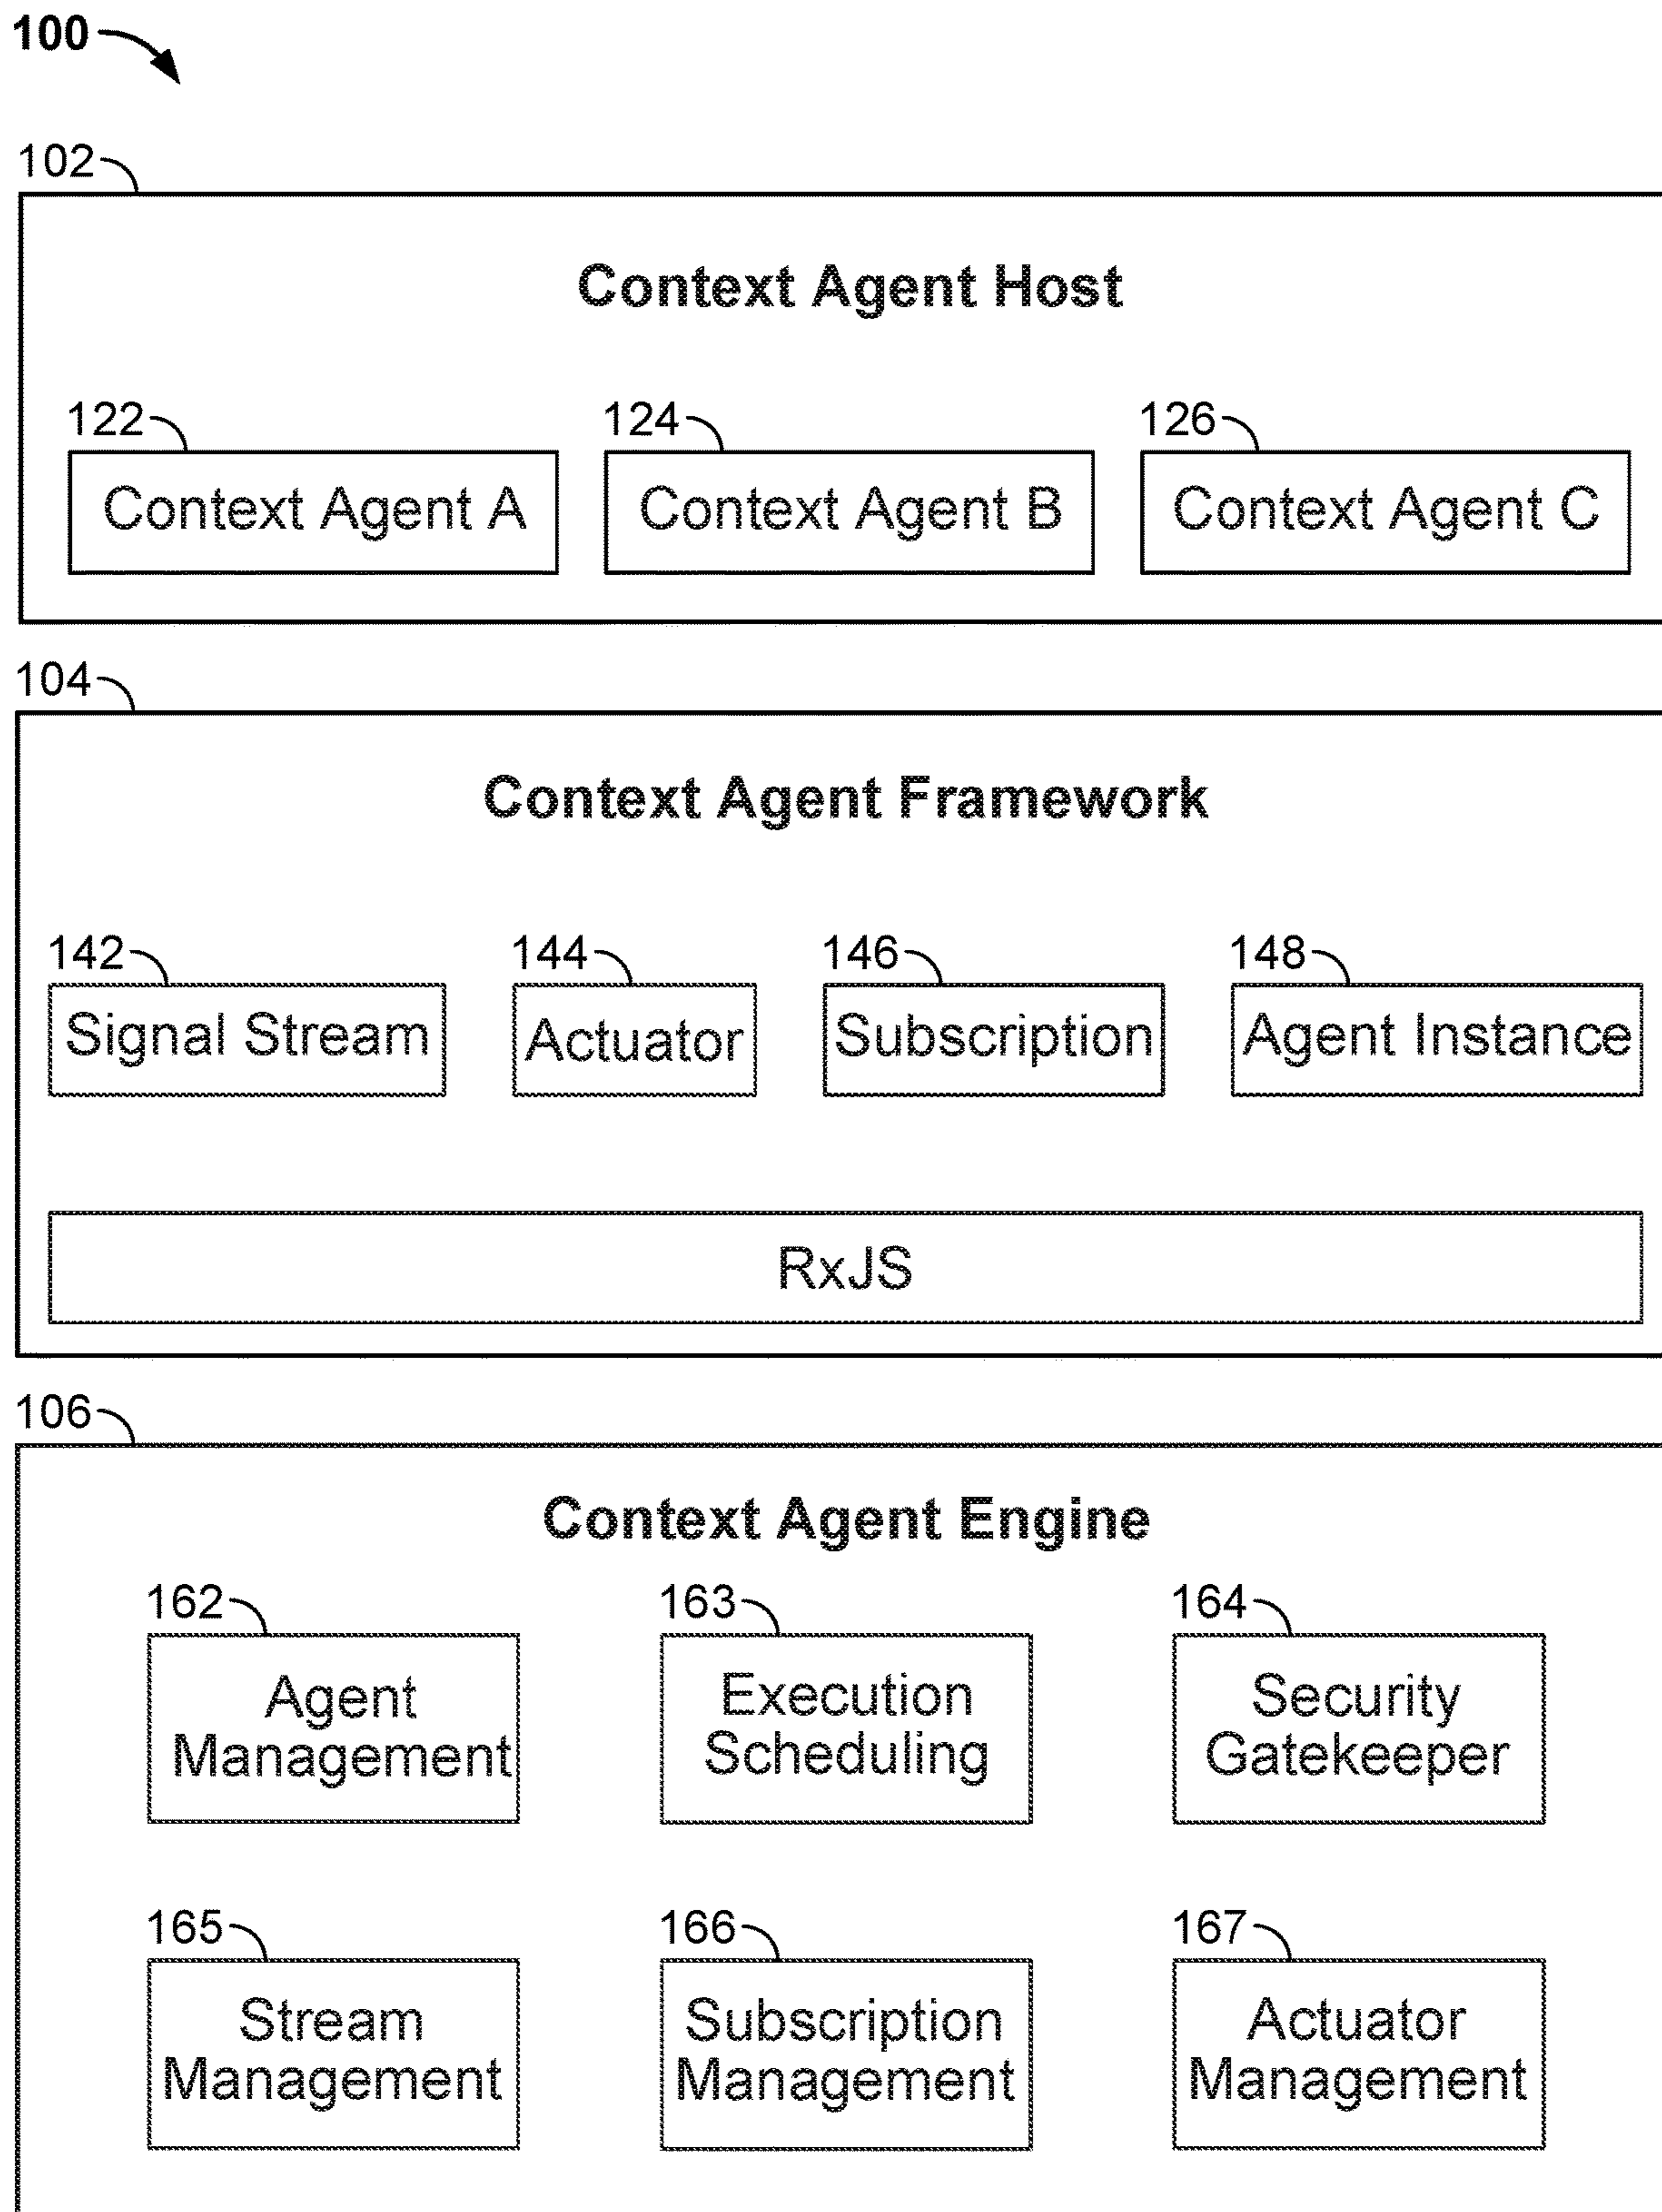 100
102
Context Agent Host
122 124 126
Context Agent A Context Agent B Context Agent C
104
Context Agent Framework
142 144 146 148
Signal Stream Actuator Subscription Agent Instance
RxJS
106
Context Agent Engine
162 163 164
Agent Management
Execution Scheduling
Security Gatekeeper
165 166 167
Stream Management
Subscription Management
Actuator Management